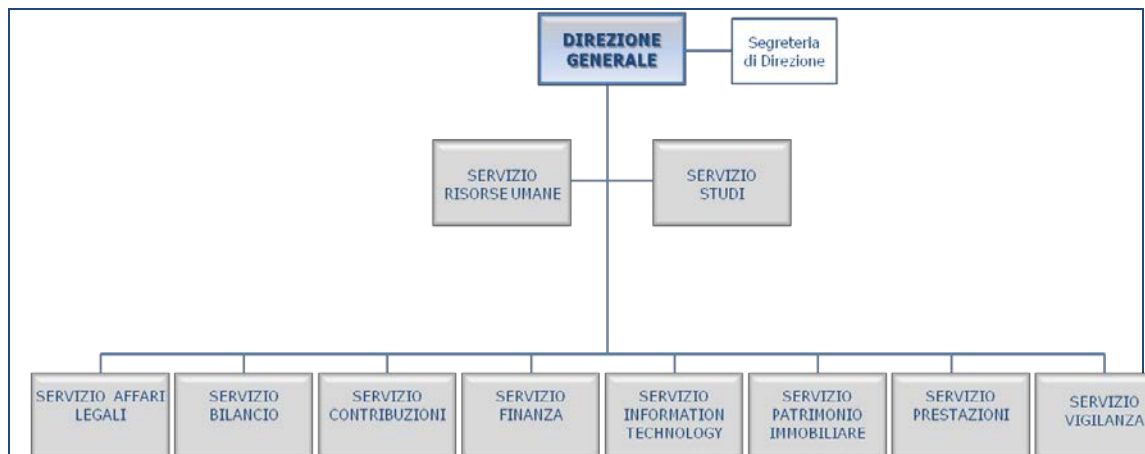 DIREZIONE
GENERALE
Segreteria
di Direzione
SERVIZIO
RISORSE UMANE
SERVIZIO
STUDI
SERVIZIO AFFARI
LEGALI
SERVIZIO
BILANCIO
SERVIZIO
CONTRIBUZIONI
SERVIZIO
FINANZA
SERVIZIO
INFORMATION
TECHNOLOGY
SERVIZIO
PATRIMONIO
IMMOBILIARE
SERVIZIO
PRESTAZIONI
SERVIZIO
VIGILANZA